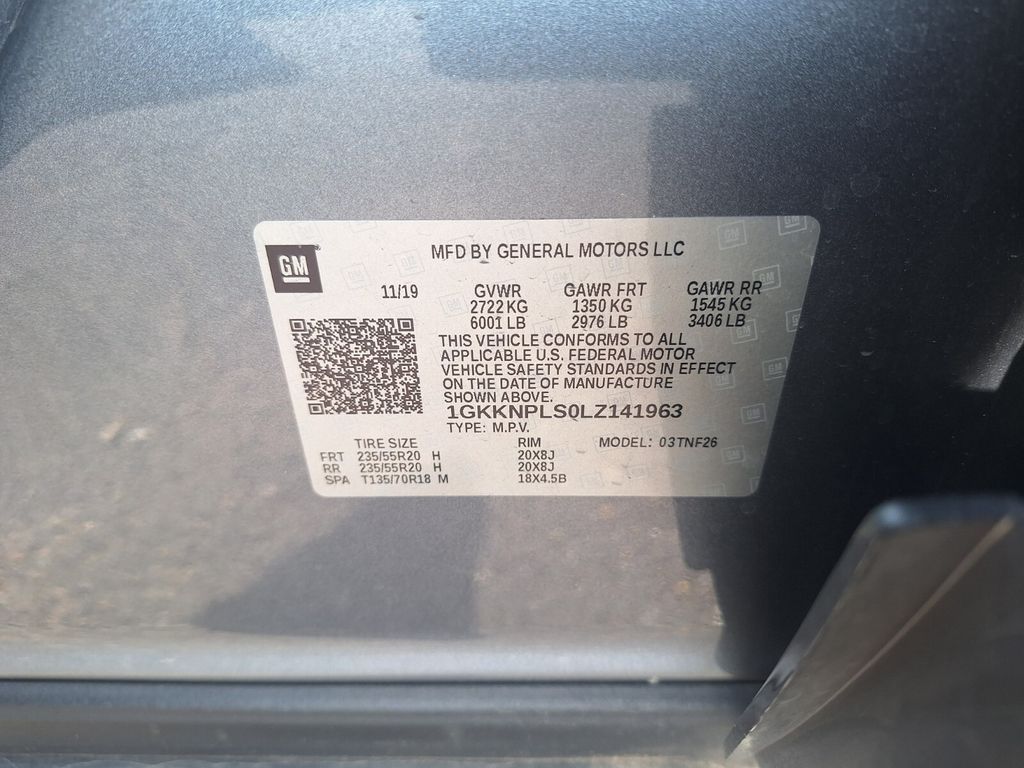 GM
MFD BY GENERAL MOTORS LLC
11/19 GVWR GAWR FRT GAWR RR
2722 KG 1350 KG 1545 KG
6001 LB 2976 LB 3406 LB
THIS VEHICLE CONFORMS TO ALL
APPLICABLE U.S. FEDERAL MOTOR
VEHICLE SAFETY STANDARDS IN EFFECT
ON THE DATE OF MANUFACTURE
SHOWN ABOVE.
1GKKNPLS0LZ141963
TYPE: M.P.V.
TIRE SIZE RIM MODEL: 03TNF26
FRT 235/55R20 H 20X8J
RR 235/55R20 H 20X8J
SPA T135/70R18 M 18X4.5B